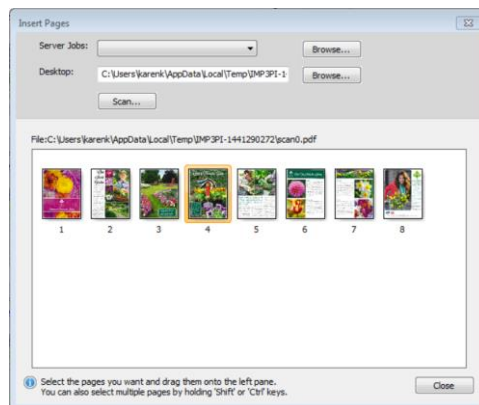 Insert Pages
Server Jobs:
Browse...
Desktop:
C:\Users\karenk\AppData\Local\Temp\IMP3PI-1
Browse...
Scan...
File:C:\Users\karenk\AppData\Local\Temp\IMP3PI-1441290272\scan0.pdf
1 2 3 4 5 6 7 8
Select the pages you want and drag them onto the left pane.
You can also select multiple pages by holding 'Shift' or 'Ctrl' keys.
Close